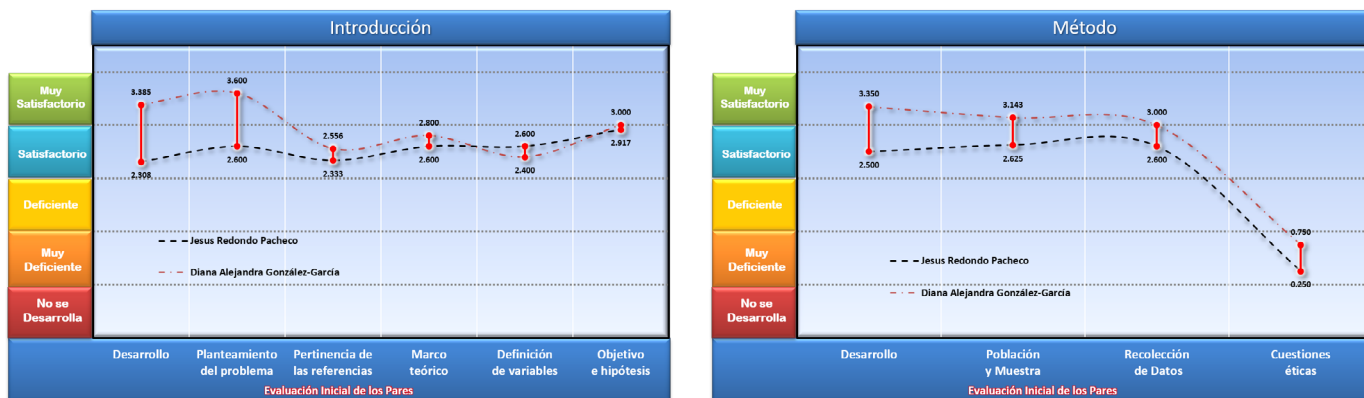 Introducción
Muy
Satisfactorio
Satisfactorio
Deficiente
Muy
Deficiente
No se
Desarrolla
3.385
3.600
2.556
2.800
2.600
3.000
2.308
2.600
2.333
2.600
2.400
2.917
Jesus Redondo Pacheco
Diana Alejandra González-García
Desarrollo
Planteamiento
del problema
Pertinencia de
las referencias
Marco
teórico
Definición
de variables
Objetivo
e hipótesis
Evaluación Inicial de los Pares
Método
Muy
Satisfactorio
Satisfactorio
Deficiente
Muy
Deficiente
No se
Desarrolla
3.350
3.143
3.000
0.750
2.500
2.625
2.600
0.250
Jesus Redondo Pacheco
Diana Alejandra González-García
Desarrollo
Población
y Muestra
Recolección
de Datos
Cuestiones
éticas
Evaluación Inicial de los Pares